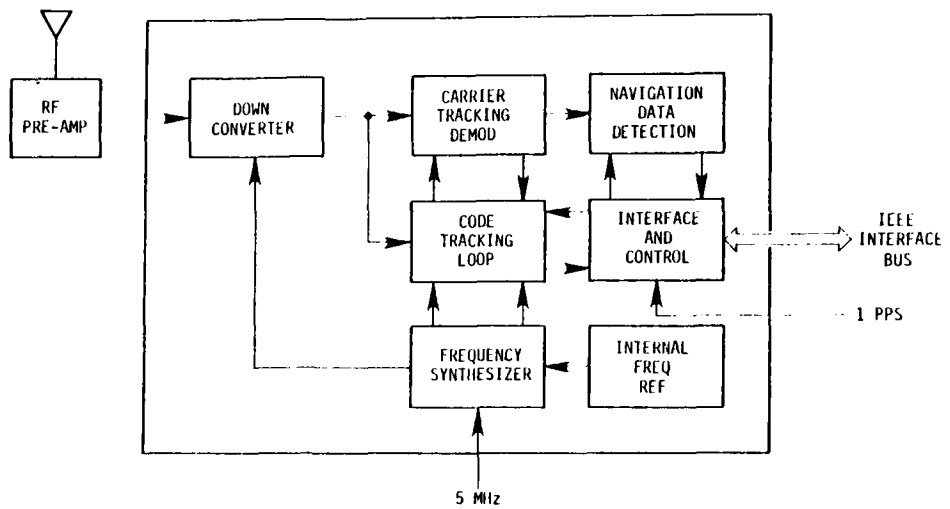 RF
PRE-AMP
DOWN
CONVERTER
CARRIER
TRACKING
DEMOD
NAVIGATION
DATA
DETECTION
CODE
TRACKING
LOOP
INTERFACE
AND
CONTROL
IEEE
INTERFACE
BUS
1 PPS
FREQUENCY
SYNTHESIZER
INTERNAL
FREQ
REF
5 MHz